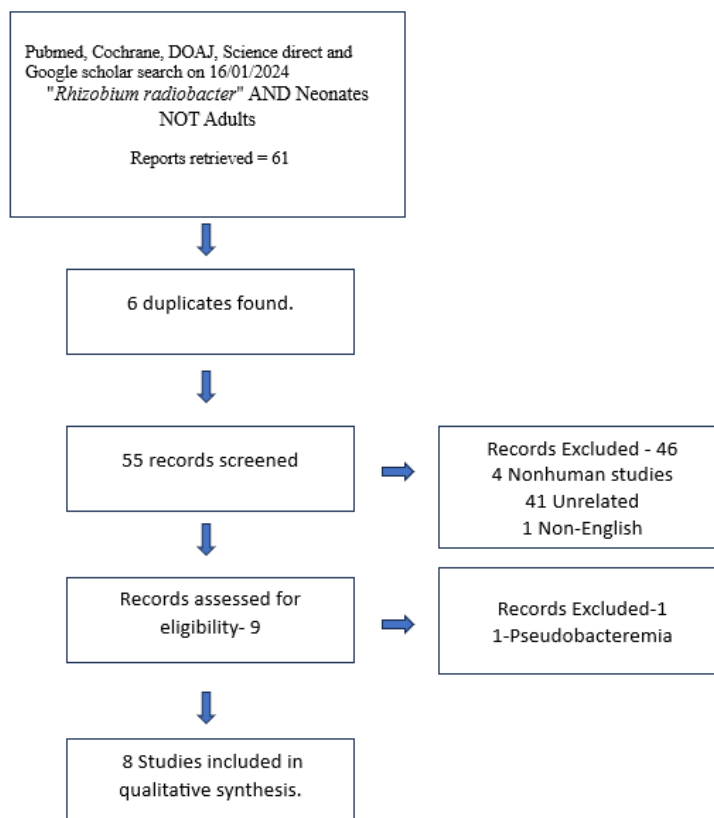 Pubmed, Cochrane, DOAJ, Science direct and
Google scholar search on 16/01/2024
"Rhizobium radiobacter" AND Neonates
NOT Adults
Reports retrieved = 61
6 duplicates found.
55 records screened
Records Excluded - 46
4 Nonhuman studies
41 Unrelated
1 Non-English
Records assessed for
eligibility- 9
Records Excluded-1
1-Pseudobacteremia
8 Studies included in
qualitative synthesis.